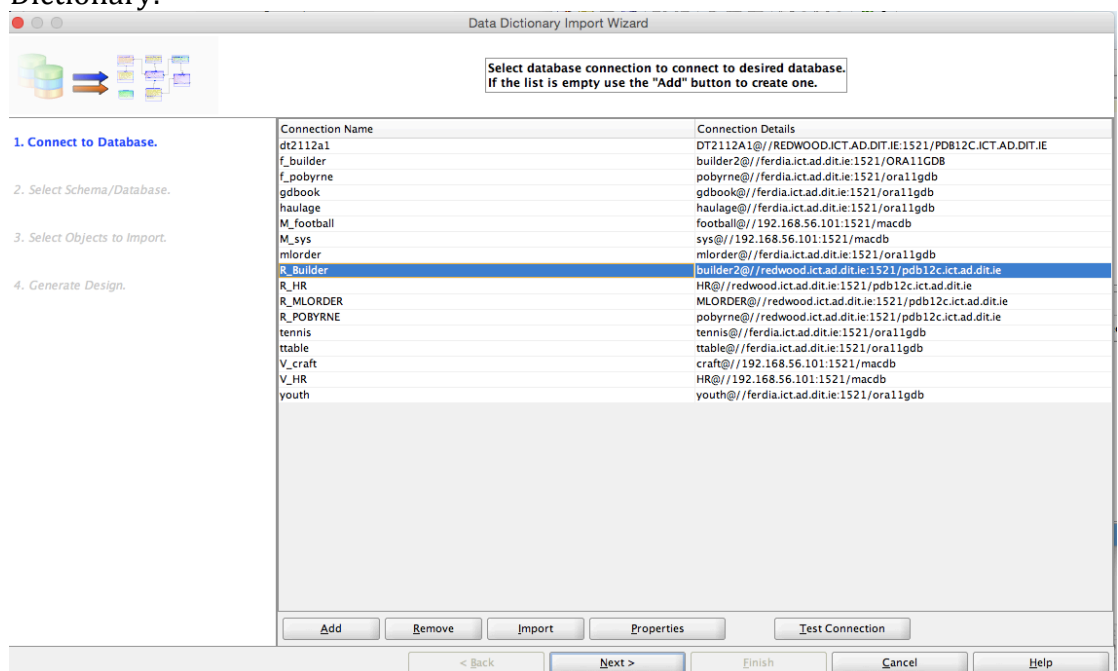 Dictionary.
Data Dictionary Import Wizard
Select database connection to connect to desired database.
If the list is empty use the "Add" button to create one.
1. Connect to Database.
2. Select Schema/Database.
3. Select Objects to Import.
4. Generate Design.
Connection Name Connection Details
dt2112a1 DT2112A1@//REDWOOD.ICT.AD.DIT.IE:1521/PDB12C.ICT.AD.DIT.IE
f_builder builder2@//ferdia.ict.ad.dit.ie:1521/ORA11GDB
f_pobyrne pobyrne@//ferdia.ict.ad.dit.ie:1521/ora11gdb
gdbook gdbook@//ferdia.ict.ad.dit.ie:1521/ora11gdb
haulage haulage@//ferdia.ict.ad.dit.ie:1521/ora11gdb
M_football football@//192.168.56.101:1521/macdb
M_sys sys@//192.168.56.101:1521/macdb
mlorder mlorder@//ferdia.ict.ad.dit.ie:1521/ora11gdb
R_Builder builder2@//redwood.ict.ad.dit.ie:1521/pdb12c.ict.ad.dit.ie
R_HR HR@//redwood.ict.ad.dit.ie:1521/pdb12c.ict.ad.dit.ie
R_MLORDER MLORDER@//redwood.ict.ad.dit.ie:1521/pdb12c.ict.ad.dit.ie
R_POBYRNE pobyrne@//redwood.ict.ad.dit.ie:1521/pdb12c.ict.ad.dit.ie
tennis tennis@//ferdia.ict.ad.dit.ie:1521/ora11gdb
ttable ttable@//ferdia.ict.ad.dit.ie:1521/ora11gdb
V_craft craft@//192.168.56.101:1521/macdb
V_HR HR@//192.168.56.101:1521/macdb
youth youth@//ferdia.ict.ad.dit.ie:1521/ora11gdb
Add Remove Import Properties Test Connection
< Back Next > Finish Cancel Help